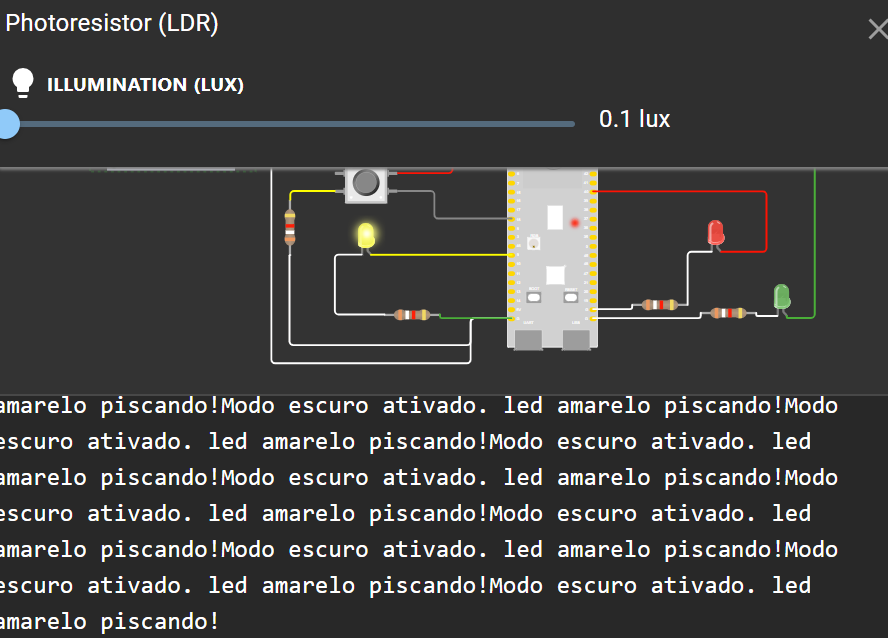 Photoresistor (LDR)
ILLUMINATION (LUX)
0.1 lux
amarelo piscando!Modo escuro ativado. led amarelo piscando!Modo
escuro ativado. led amarelo piscando!Modo escuro ativado. led
amarelo piscando!Modo escuro ativado. led amarelo piscando!Modo
escuro ativado. led amarelo piscando!Modo escuro ativado. led
amarelo piscando!Modo escuro ativado. led amarelo piscando!Modo
escuro ativado. led amarelo piscando!Modo escuro ativado. led
amarelo piscando!